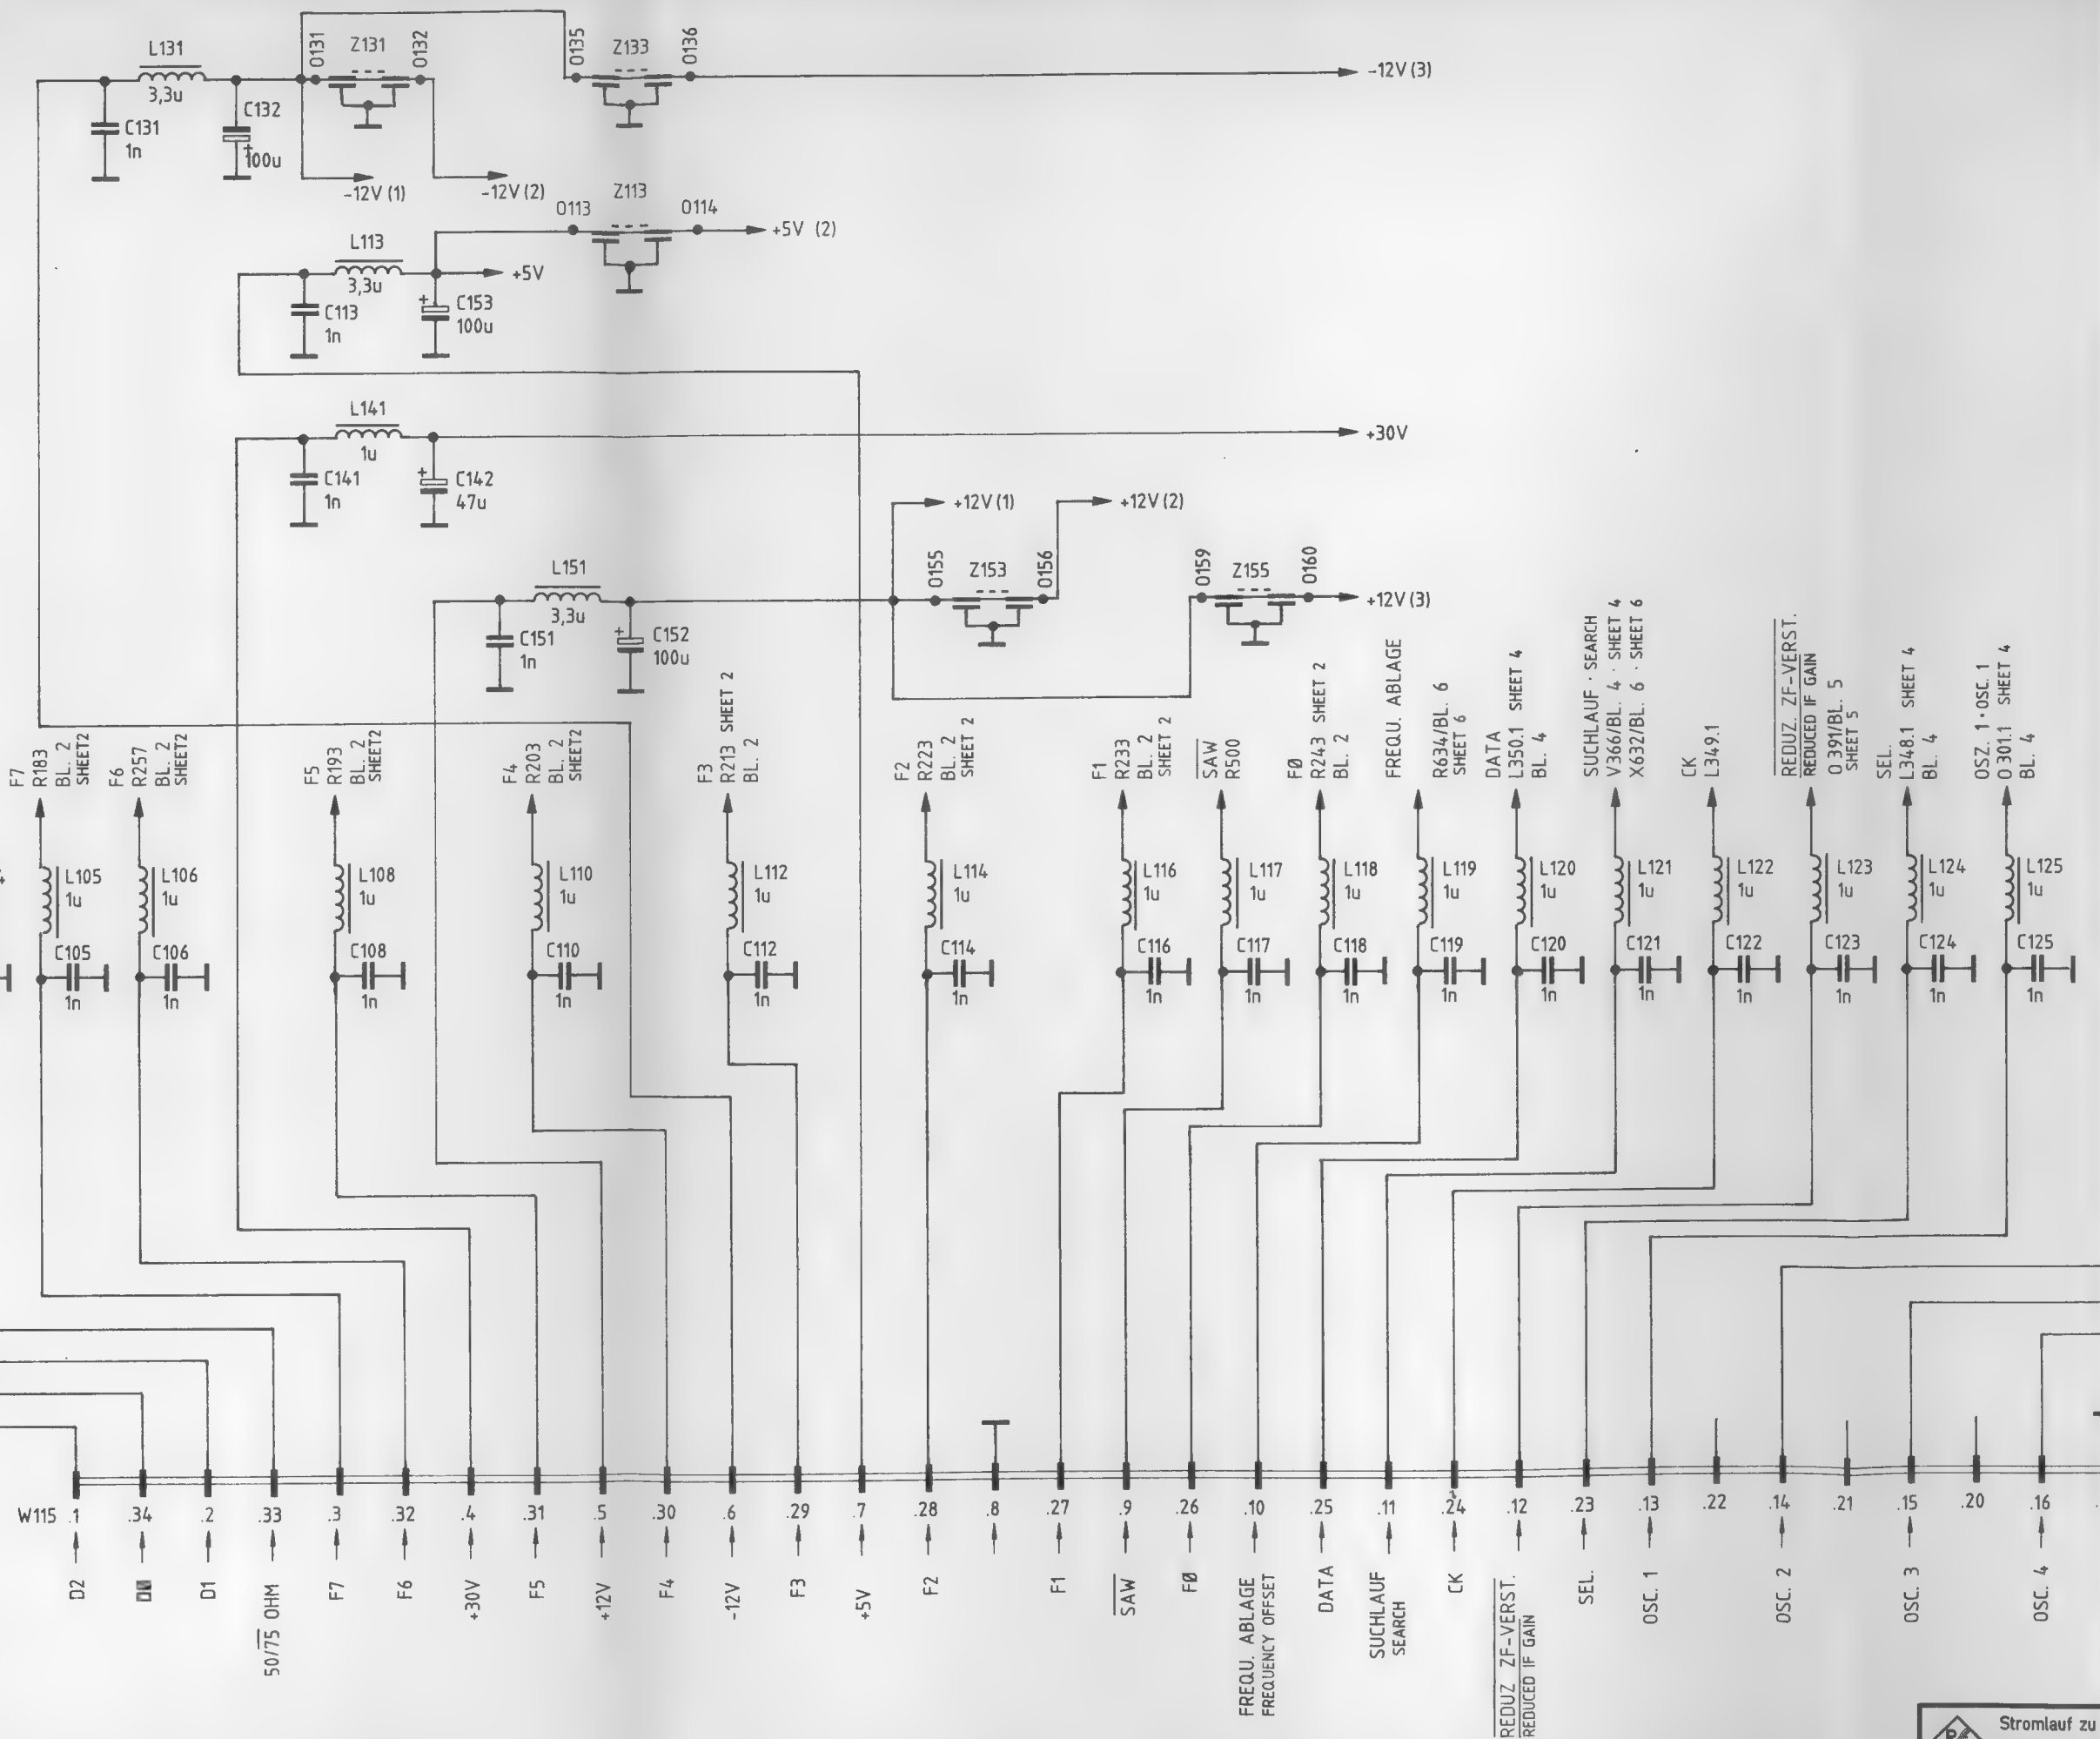 L131
3,3u
C131
1n
C132
100u
+
0131
Z131
0132
0135
Z133
0136
-12V (3)
-12V (1)
-12V (2)
0113
Z113
0114
+5V (2)
L113
3,3u
+5V
C113
1n
+
C153
100u
L141
1u
+30V
C141
1n
+
C142
47u
+12V (1)
+12V (2)
L151
3,3u
C151
1n
+
C152
100u
0155
Z153
0156
0159
Z155
0160
+12V (3)
F7
R183
BL. 2
SHEET2
F6
R257
BL. 2
SHEET2
F5
R193
BL. 2
SHEET2
F4
R203
BL. 2
SHEET2
F3
R213 SHEET 2
BL. 2
F2
R223
BL. 2
SHEET 2
F1
R233
BL. 2
SHEET 2
SAW
R500
FØ
R243 SHEET 2
BL. 2
FREQU. ABLAGE
R634/BL. 6
SHEET 6
DATA
L350.1 SHEET 4
BL. 4
SUCHLAUF · SEARCH
V366/BL. 4 · SHEET 4
X632/BL. 6 · SHEET 6
CK
L349.1
REDUZ. ZF-VERST.
REDUCED IF GAIN
0391/BL. 5
SHEET 5
SEL.
L348.1 SHEET 4
BL. 4
OSZ. 1 · OSC. 1
0301.1 SHEET 4
BL. 4
L105
1u
L106
1u
L108
1u
L110
1u
L112
1u
L114
1u
L116
1u
L117
1u
L118
1u
L119
1u
L120
1u
L121
1u
L122
1u
L123
1u
L124
1u
L125
1u
C105
1n
C106
1n
C108
1n
C110
1n
C112
1n
C114
1n
C116
1n
C117
1n
C118
1n
C119
1n
C120
1n
C121
1n
C122
1n
C123
1n
C124
1n
C125
1n
W115 .1 .34 .2 .33 .3 .32 .4 .31 .5 .30 .6 .29 .7 .28 .8 .27 .9 .26 .10 .25 .11 .24 .12 .23 .13 .22 .14 .21 .15 .20 .16
D2
D1
50/75 OHM
F7
F6
+30V
F5
+12V
F4
-12V
F3
+5V
F2
F1
SAW
FØ
FREQU. ABLAGE
FREQUENCY OFFSET
DATA
SUCHLAUF
SEARCH
CK
REDUZ ZF-VERST.
REDUCED IF GAIN
SEL.
OSC. 1
OSC. 2
OSC. 3
OSC. 4
Stromlauf zu